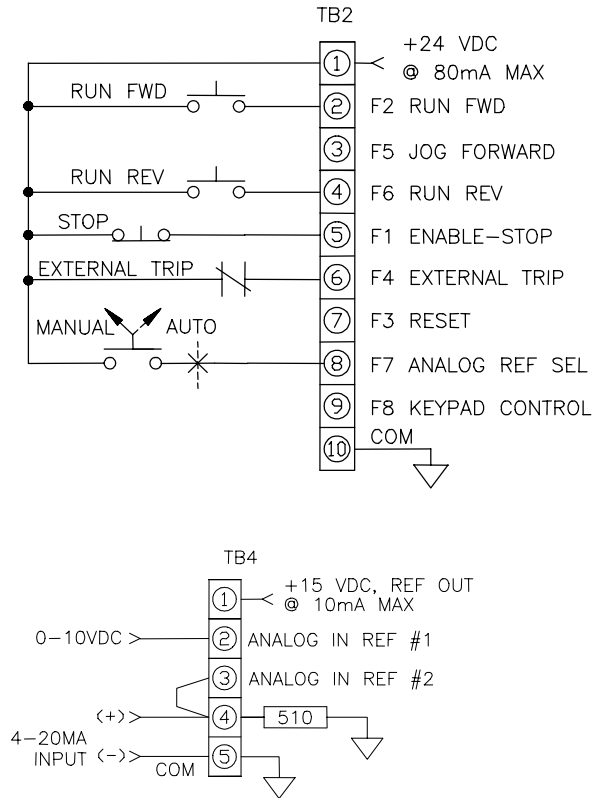 TB2
1 +24 VDC
@ 80mA MAX
RUN FWD 2 F2 RUN FWD
3 F5 JOG FORWARD
RUN REV 4 F6 RUN REV
STOP 5 F1 ENABLE-STOP
EXTERNAL TRIP 6 F4 EXTERNAL TRIP
7 F3 RESET
MANUAL AUTO
8 F7 ANALOG REF SEL
9 F8 KEYPAD CONTROL
10 COM
TB4
1 +15 VDC, REF OUT
@ 10mA MAX
0-10VDC 2 ANALOG IN REF #1
3 ANALOG IN REF #2
(+) 4 510
4-20MA
INPUT (-) 5
COM